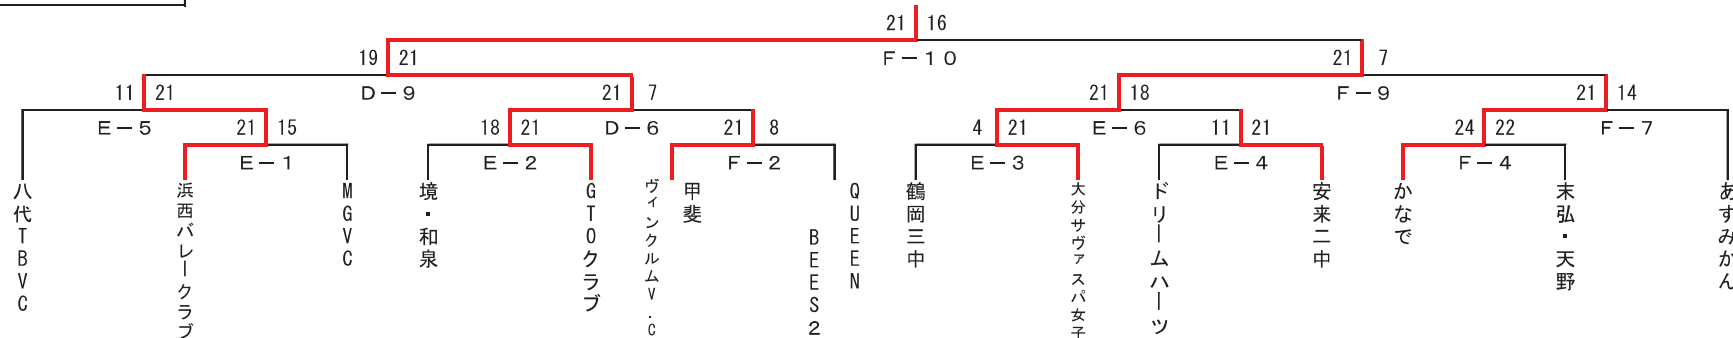 21 16
F-10
19 21
21 7
D-9
F-9
11 21
21 7
21 18
21 14
E-5
D-6
E-6
F-7
21 15
18 21
21 8
4 21
11 21
24 22
E-1
E-2
F-2
E-3
E-4
F-4
八代TBVC
浜西バレークラブ
MGVC
境・和泉
GTOクラブ
甲斐
ヴィンクルムV.C
QUEEN
BEES2
鶴岡三中
大分サヴァスパ女子
ドリームハーツ
安来二中
かなで
末弘・天野
あすみかん